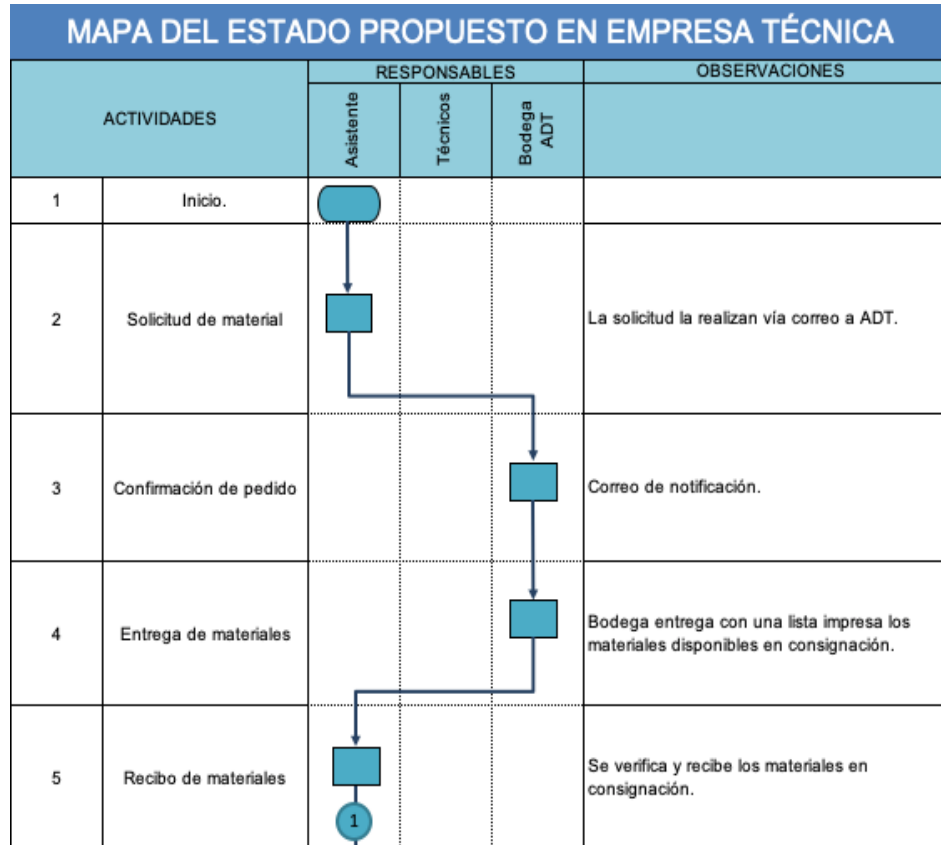 MAPA DEL ESTADO PROPUESTO EN EMPRESA TÉCNICA
ACTIVIDADES
RESPONSABLES
OBSERVACIONES
Asistente
Técnicos
Bodega
ADT
1
Inicio.
2
Solicitud de material
La solicitud la realizan vía correo a ADT.
3
Confirmación de pedido
Correo de notificación.
4
Entrega de materiales
Bodega entrega con una lista impresa los
materiales disponibles en consignación.
5
Recibo de materiales
Se verifica y recibe los materiales en
consignación.
1